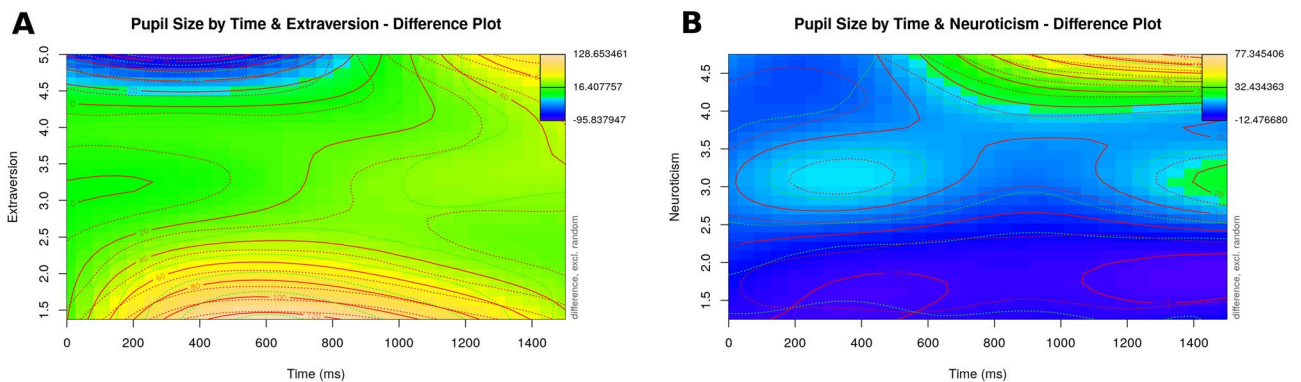 A
Pupil Size by Time & Extraversion - Difference Plot
128.653461
16.407757
-95.837947
Extraversion
5.0
4.5
4.0
3.5
3.0
2.5
2.0
1.5
0 200 400 600 800 1000 1200 1400
Time (ms)
difference, excl. random
B
Pupil Size by Time & Neuroticism - Difference Plot
77.345406
32.434363
-12.476680
Neuroticism
4.5
4.0
3.5
3.0
2.5
2.0
1.5
0 200 400 600 800 1000 1200 1400
Time (ms)
difference, excl. random